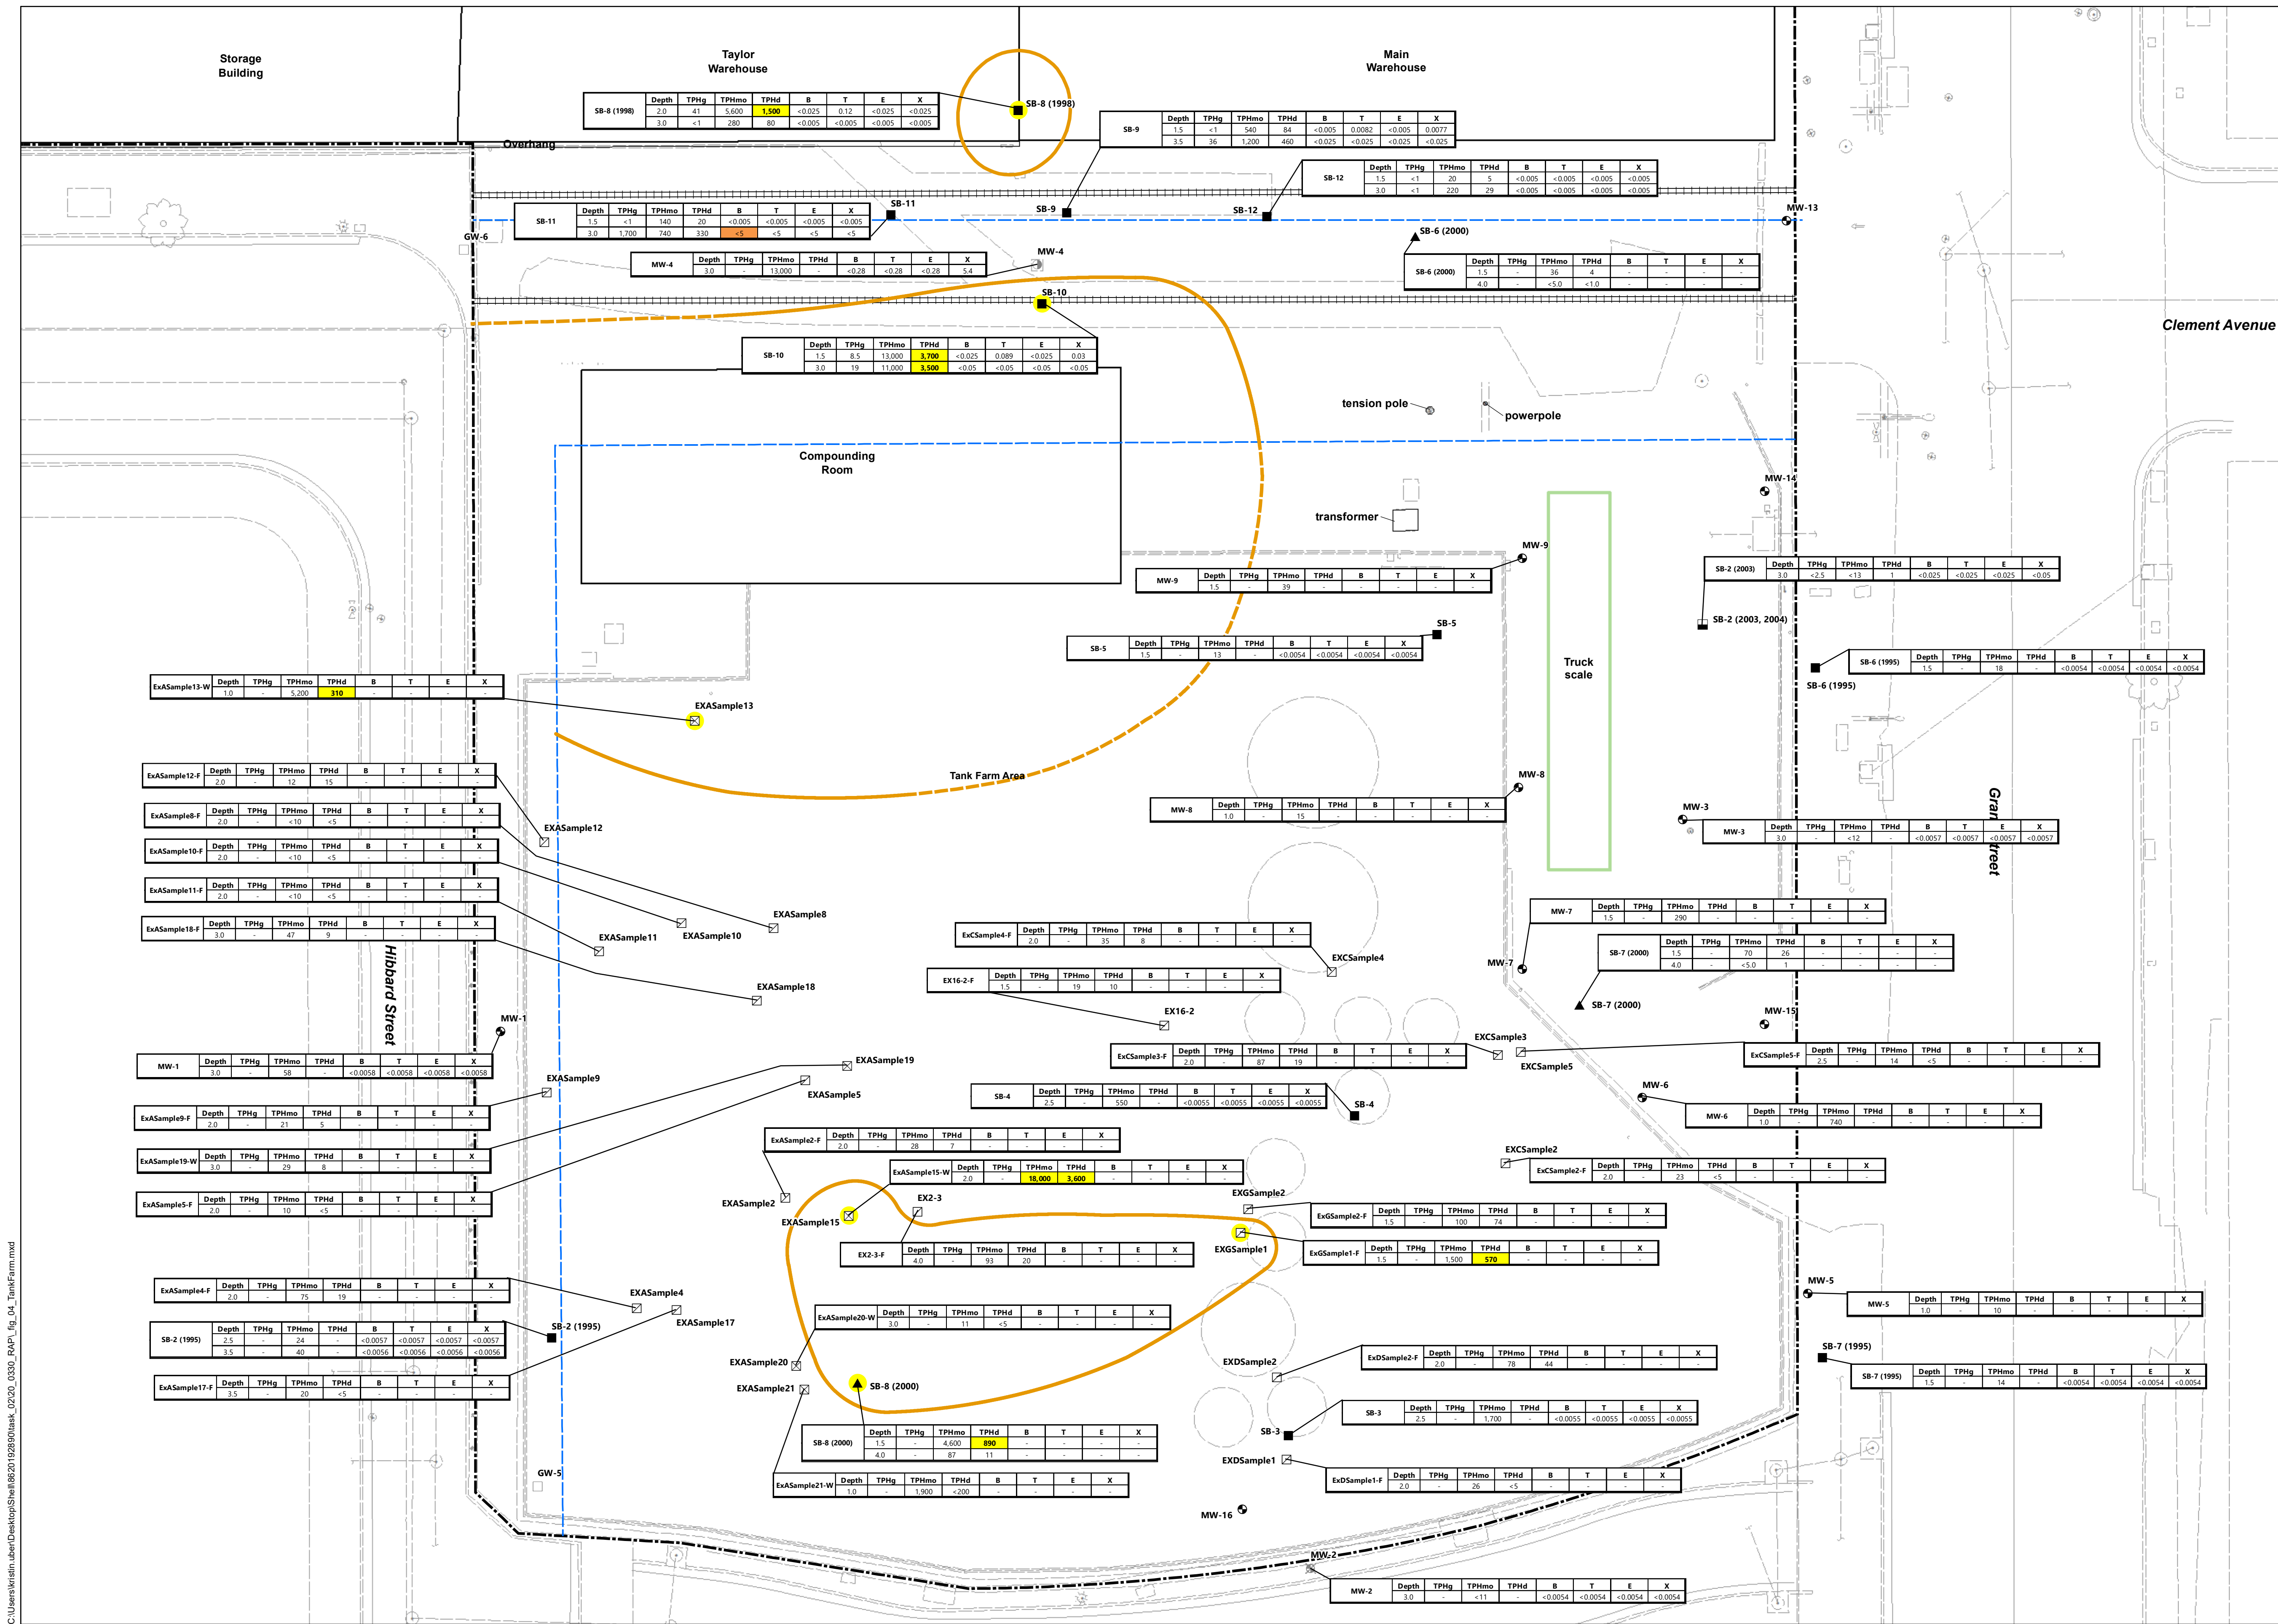 Storage
Building
Taylor
Warehouse
Main
Warehouse
SB-8 (1998)
SB-8 (1998) Depth TPHg TPHmo TPHd B T E X
2.0 41 5,600 1,500 <0.025 0.12 <0.025 <0.025
3.0 <1 280 80 <0.005 <0.005 <0.005 <0.005
SB-9 Depth TPHg TPHmo TPHd B T E X
1.5 <1 540 84 <0.005 0.0082 <0.005 0.0077
3.5 36 1,200 460 <0.025 <0.025 <0.025 <0.025
Overhang
SB-12 Depth TPHg TPHmo TPHd B T E X
1.5 <1 20 5 <0.005 <0.005 <0.005 <0.005
3.0 <1 220 29 <0.005 <0.005 <0.005 <0.005
SB-11 Depth TPHg TPHmo TPHd B T E X
1.5 <1 140 20 <0.005 <0.005 <0.005 <0.005
3.0 1,700 740 330 <5 <5 <5 <5
SB-11
SB-9
SB-12
MW-13
GW-6
SB-6 (2000)
MW-4
MW-4 Depth TPHg TPHmo TPHd B T E X
3.0 - 13,000 - <0.28 <0.28 <0.28 5.4
SB-6 (2000) Depth TPHg TPHmo TPHd B T E X
1.5 - 36 4 - - - -
4.0 - <5.0 <1.0 - - - -
SB-10
Clement Avenue
SB-10 Depth TPHg TPHmo TPHd B T E X
1.5 8.5 13,000 3,700 <0.025 0.089 <0.025 0.03
3.0 19 11,000 3,500 <0.05 <0.05 <0.05 <0.05
tension pole
powerpole
Compounding
Room
MW-14
transformer
MW-9
MW-9 Depth TPHg TPHmo TPHd B T E X
1.5 - 39 - - - - -
SB-2 (2003) Depth TPHg TPHmo TPHd B T E X
3.0 <2.5 <13 1 <0.025 <0.025 <0.025 <0.05
SB-2 (2003, 2004)
SB-5
SB-5 Depth TPHg TPHmo TPHd B T E X
1.5 - 13 - <0.0054 <0.0054 <0.0054 <0.0054
Truck
scale
SB-6 (1995) Depth TPHg TPHmo TPHd B T E X
1.5 - 18 - <0.0054 <0.0054 <0.0054 <0.0054
SB-6 (1995)
ExASample13-W Depth TPHg TPHmo TPHd B T E X
1.0 - 5,200 310 - - - -
EXASample13
Tank Farm Area
ExASample12-F Depth TPHg TPHmo TPHd B T E X
2.0 - 12 15 - - - -
MW-8
MW-8 Depth TPHg TPHmo TPHd B T E X
1.0 - 15 - - - - -
ExASample8-F Depth TPHg TPHmo TPHd B T E X
2.0 - <10 <5 - - - -
EXASample12
MW-3
MW-3 Depth TPHg TPHmo TPHd B T E X
3.0 - <12 - <0.0057 <0.0057 <0.0057 <0.0057
ExASample10-F Depth TPHg TPHmo TPHd B T E X
2.0 - <10 <5 - - - -
ExASample11-F Depth TPHg TPHmo TPHd B T E X
2.0 - <10 <5 - - - -
ExASample18-F Depth TPHg TPHmo TPHd B T E X
3.0 - 47 9 - - - -
EXASample8
EXASample10
EXASample11
EXASample18
Hibbard Street
MW-7 Depth TPHg TPHmo TPHd B T E X
1.5 - 290 - - - - -
ExCSample4-F Depth TPHg TPHmo TPHd B T E X
2.0 - 35 8 - - - -
EXCSample4
MW-7
SB-7 (2000) Depth TPHg TPHmo TPHd B T E X
1.5 - 70 26 - - - -
4.0 - <5.0 1 - - - -
EX16-2-F Depth TPHg TPHmo TPHd B T E X
1.5 - 19 10 - - - -
EX16-2
SB-7 (2000)
MW-15
MW-1
EXCSample3
EXCSample5
ExCSample3-F Depth TPHg TPHmo TPHd B T E X
2.0 - 87 19 - - - -
ExCSample5-F Depth TPHg TPHmo TPHd B T E X
2.5 - 14 <5 - - - -
MW-1 Depth TPHg TPHmo TPHd B T E X
3.0 - 58 - <0.0058 <0.0058 <0.0058 <0.0058
EXASample19
EXASample9
EXASample5
SB-4 Depth TPHg TPHmo TPHd B T E X
2.5 - 550 - <0.0055 <0.0055 <0.0055 <0.0055
SB-4
MW-6
MW-6 Depth TPHg TPHmo TPHd B T E X
1.0 - 740 - - - - -
ExASample9-F Depth TPHg TPHmo TPHd B T E X
2.0 - 21 5 - - - -
ExASample2-F Depth TPHg TPHmo TPHd B T E X
2.0 - 28 7 - - - -
ExASample19-W Depth TPHg TPHmo TPHd B T E X
3.0 - 29 8 - - - -
ExASample15-W Depth TPHg TPHmo TPHd B T E X
2.0 - 18,000 3,600 - - - -
EXCSample2
ExCSample2-F Depth TPHg TPHmo TPHd B T E X
2.0 - 23 <5 - - - -
ExASample5-F Depth TPHg TPHmo TPHd B T E X
2.0 - 10 <5 - - - -
EXASample2
EXASample15
EX2-3
EXGSample2
ExGSample2-F Depth TPHg TPHmo TPHd B T E X
1.5 - 100 74 - - - -
EXGSample1
EX2-3-F Depth TPHg TPHmo TPHd B T E X
4.0 - 93 20 - - - -
ExGSample1-F Depth TPHg TPHmo TPHd B T E X
1.5 - 1,500 570 - - - -
ExASample4-F Depth TPHg TPHmo TPHd B T E X
2.0 - 75 19 - - - -
EXASample4
EXASample17
MW-5
MW-5 Depth TPHg TPHmo TPHd B T E X
1.0 - 10 - - - - -
ExASample20-W Depth TPHg TPHmo TPHd B T E X
3.0 - 11 <5 - - - -
SB-2 (1995) Depth TPHg TPHmo TPHd B T E X
2.5 - 24 - <0.0057 <0.0057 <0.0057 <0.0057
3.5 - 40 - <0.0056 <0.0056 <0.0056 <0.0056
SB-2 (1995)
EXASample20
EXASample21
SB-8 (2000)
EXDSample2
ExDSample2-F Depth TPHg TPHmo TPHd B T E X
2.0 - 78 44 - - - -
SB-7 (1995)
SB-7 (1995) Depth TPHg TPHmo TPHd B T E X
1.5 - 14 - <0.0054 <0.0054 <0.0054 <0.0054
ExASample17-F Depth TPHg TPHmo TPHd B T E X
3.5 - 20 <5 - - - -
SB-3 Depth TPHg TPHmo TPHd B T E X
2.5 - 1,700 - <0.0055 <0.0055 <0.0055 <0.0055
SB-3
SB-8 (2000) Depth TPHg TPHmo TPHd B T E X
1.5 - 4,600 890 - - - -
4.0 - 87 11 - - - -
EXDSample1
ExDSample1-F Depth TPHg TPHmo TPHd B T E X
2.0 - 26 <5 - - - -
GW-5
ExASample21-W Depth TPHg TPHmo TPHd B T E X
1.0 - 1,900 <200 - - - -
MW-16
MW-2
MW-2 Depth TPHg TPHmo TPHd B T E X
3.0 - <11 - <0.0054 <0.0054 <0.0054 <0.0054
C:\Users\kristin.uber\Desktop\Shell\8620192890\task_02\20_0330_RAP\_fig_04_TankFarm.mxd